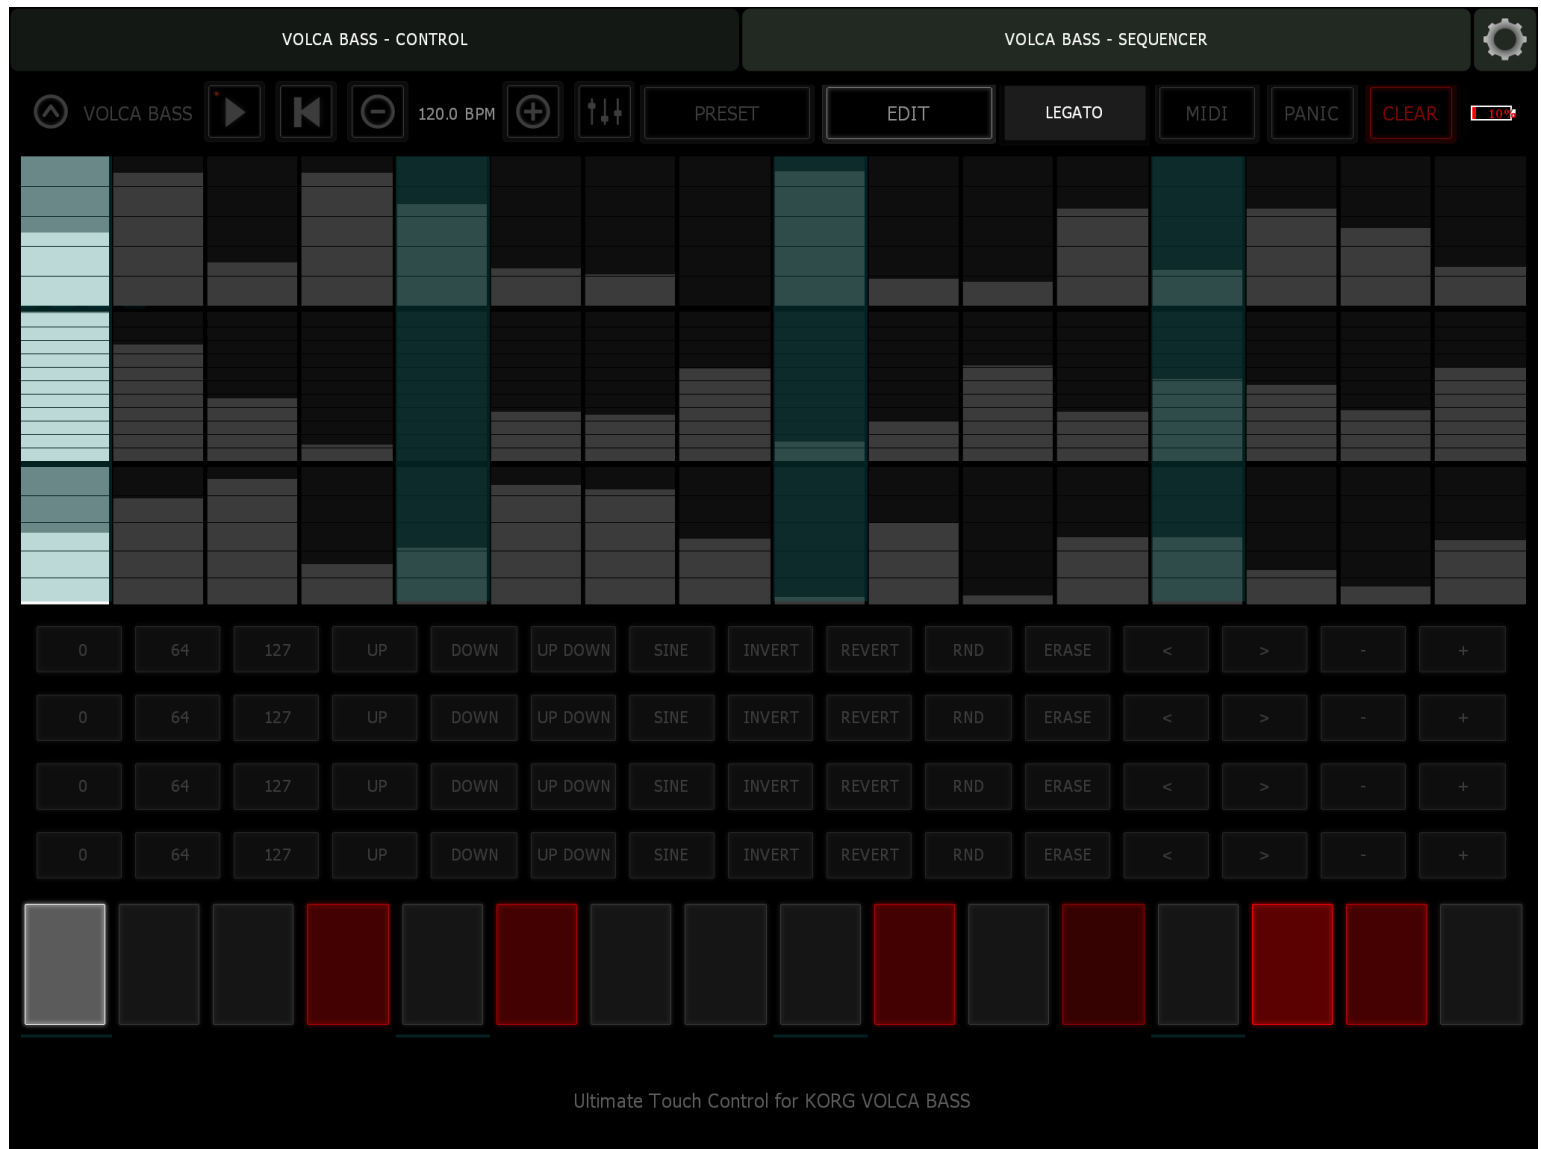 VOLCA BASS - CONTROL
VOLCA BASS - SEQUENCER
VOLCA BASS 120.0 BPM PRESET EDIT LEGATO MIDI PANIC CLEAR 10%
0 64 127 UP DOWN UP DOWN SINE INVERT REVERT RND ERASE < > - +
0 64 127 UP DOWN UP DOWN SINE INVERT REVERT RND ERASE < > - +
0 64 127 UP DOWN UP DOWN SINE INVERT REVERT RND ERASE < > - +
0 64 127 UP DOWN UP DOWN SINE INVERT REVERT RND ERASE < > - +
Ultimate Touch Control for KORG VOLCA BASS